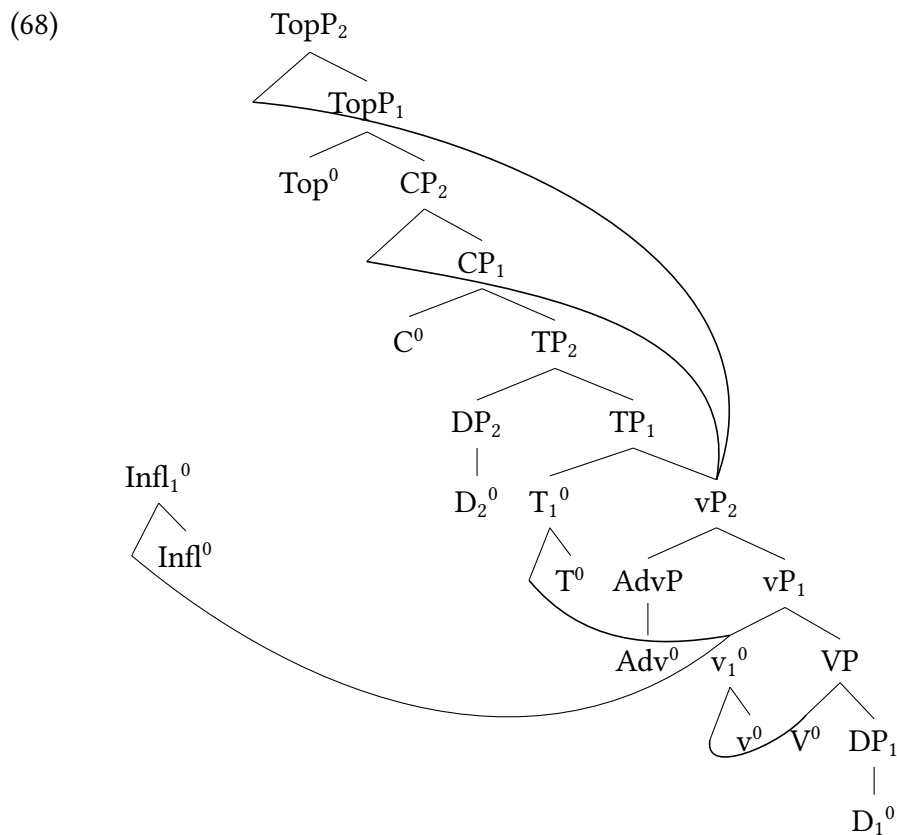 (68)
TopP₂
TopP₁
Top⁰ CP₂
CP₁
C⁰ TP₂
DP₂ TP₁
Infl₁⁰ D₂⁰ T₁⁰ vP₂
Infl⁰ T⁰ AdvP vP₁
Adv⁰ v₁⁰ VP
v⁰ V⁰ DP₁
D₁⁰